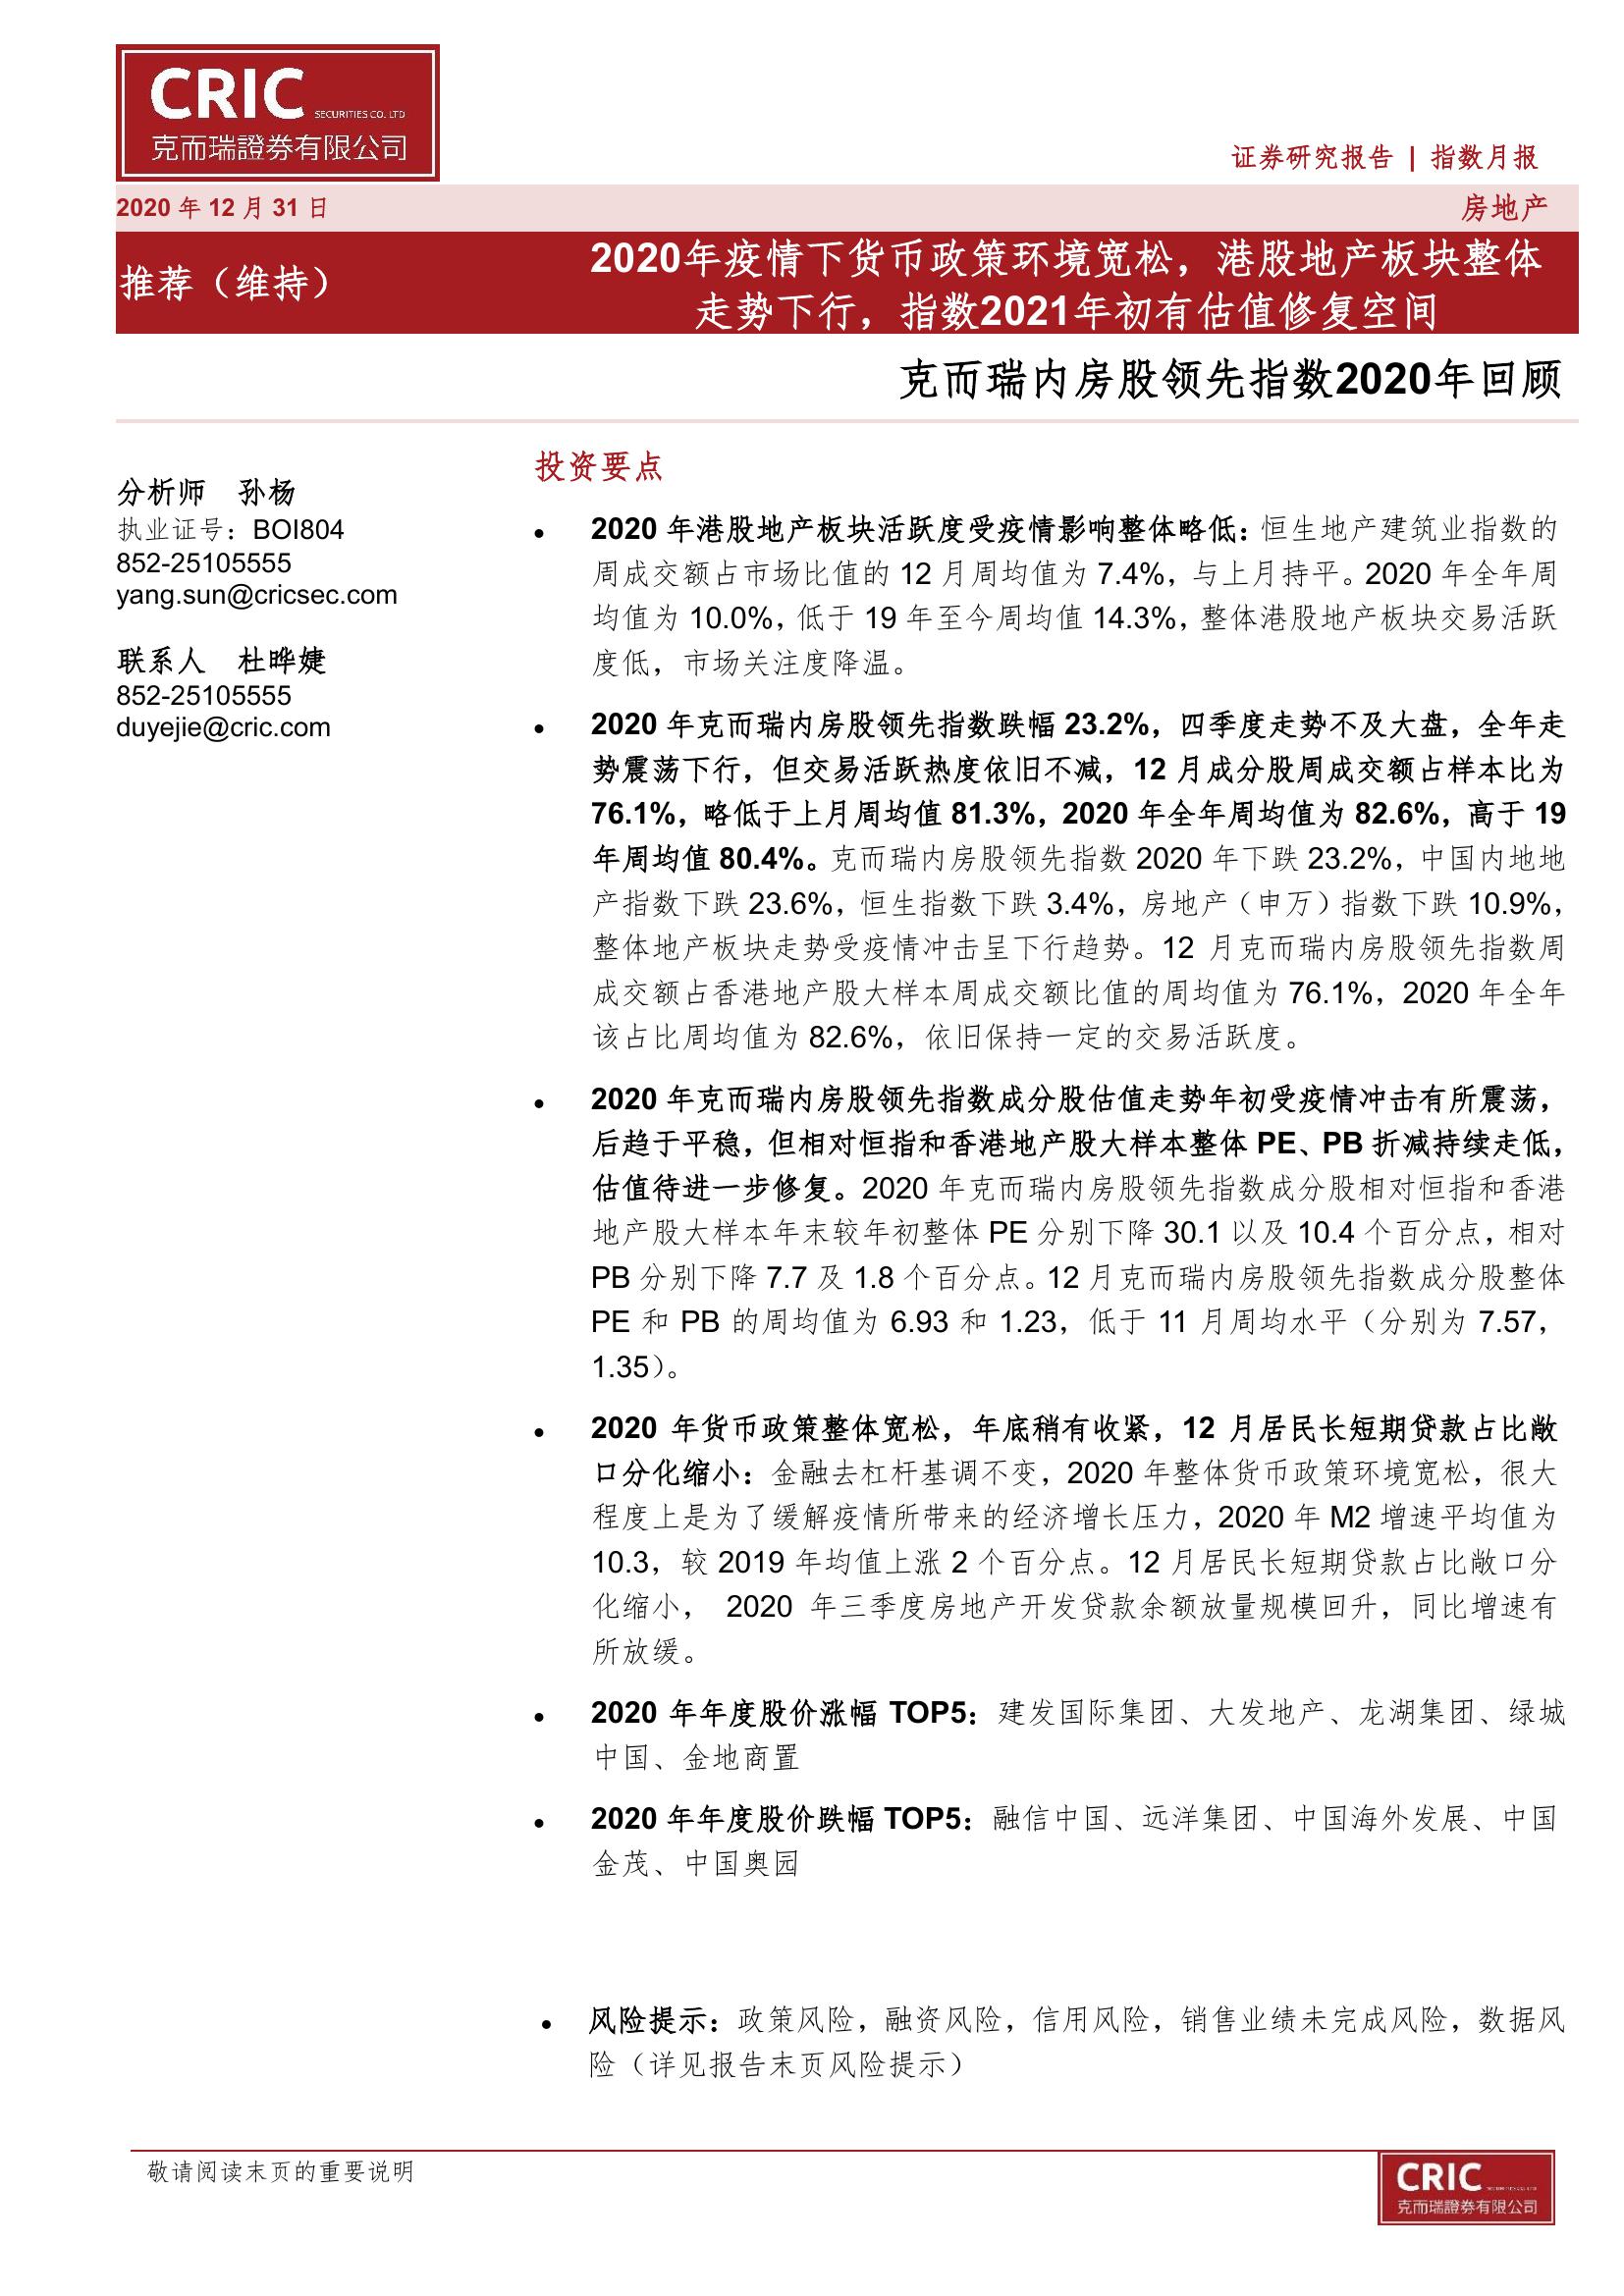 CRIC SECURITIES CO. LTD
克而瑞證券有限公司
证券研究报告 | 指数月报
2020 年 12 月 31 日
房地产
推荐（维持）
2020年疫情下货币政策环境宽松，港股地产板块整体
走势下行，指数2021年初有估值修复空间
克而瑞内房股领先指数2020年回顾
分析师 孙杨
执业证号：BOI804
852-25105555
yang.sun@cricsec.com
联系人 杜晔婕
852-25105555
duyejie@cric.com
投资要点
● 2020 年港股地产板块活跃度受疫情影响整体略低：恒生地产建筑业指数的
周成交额占市场比值的 12 月周均值为 7.4%，与上月持平。2020 年全年周
均值为 10.0%，低于 19 年至今周均值 14.3%，整体港股地产板块交易活跃
度低，市场关注度降温。
● 2020 年克而瑞内房股领先指数跌幅 23.2%，四季度走势不及大盘，全年走
势震荡下行，但交易活跃热度依旧不减，12 月成分股周成交额占样本比为
76.1%，略低于上月周均值 81.3%，2020 年全年周均值为 82.6%，高于 19
年周均值 80.4%。克而瑞内房股领先指数 2020 年下跌 23.2%，中国内地地
产指数下跌 23.6%，恒生指数下跌 3.4%，房地产（申万）指数下跌 10.9%，
整体地产板块走势受疫情冲击呈下行趋势。12 月克而瑞内房股领先指数周
成交额占香港地产股大样本周成交额比值的周均值为 76.1%，2020 年全年
该占比周均值为 82.6%，依旧保持一定的交易活跃度。
● 2020 年克而瑞内房股领先指数成分股估值走势年初受疫情冲击有所震荡，
后趋于平稳，但相对恒指和香港地产股大样本整体 PE、PB 折减持续走低，
估值待进一步修复。2020 年克而瑞内房股领先指数成分股相对恒指和香港
地产股大样本年末较年初整体 PE 分别下降 30.1 以及 10.4 个百分点，相对
PB 分别下降 7.7 及 1.8 个百分点。12 月克而瑞内房股领先指数成分股整体
PE 和 PB 的周均值为 6.93 和 1.23，低于 11 月周均水平（分别为 7.57，
1.35）。
● 2020 年货币政策整体宽松，年底稍有收紧，12 月居民长短期贷款占比敞
口分化缩小：金融去杠杆基调不变，2020 年整体货币政策环境宽松，很大
程度上是为了缓解疫情所带来的经济增长压力，2020 年 M2 增速平均值为
10.3，较 2019 年均值上涨 2 个百分点。12 月居民长短期贷款占比敞口分
化缩小， 2020 年三季度房地产开发贷款余额放量规模回升，同比增速有
所放缓。
● 2020 年年度股价涨幅 TOP5：建发国际集团、大发地产、龙湖集团、绿城
中国、金地商置
● 2020 年年度股价跌幅 TOP5：融信中国、远洋集团、中国海外发展、中国
金茂、中国奥园
● 风险提示：政策风险，融资风险，信用风险，销售业绩未完成风险，数据风
险（详见报告末页风险提示）
敬请阅读末页的重要说明
CRIC
克而瑞證券有限公司